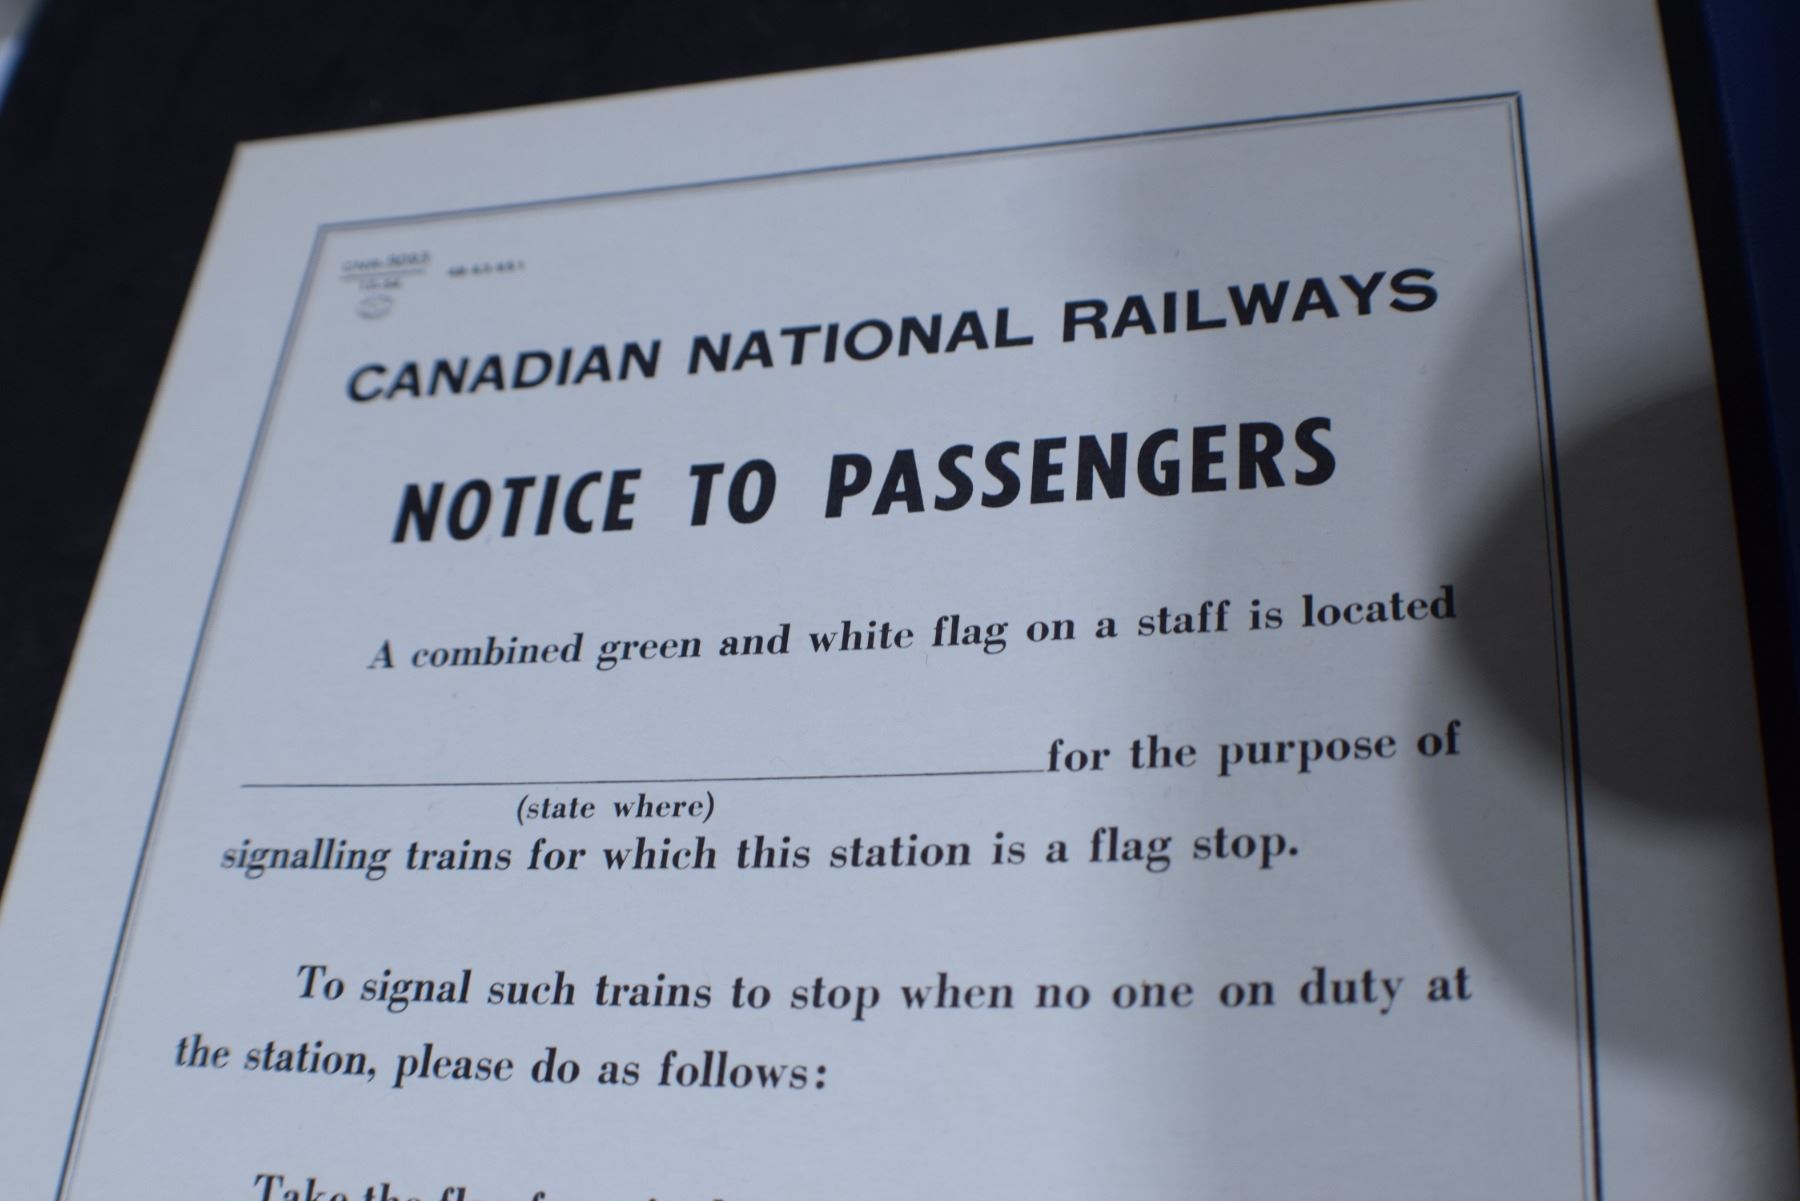 CANADIAN NATIONAL RAILWAYS
NOTICE TO PASSENGERS
A combined green and white flag on a staff is located
for the purpose of
(state where)
signalling trains for which this station is a flag stop.
To signal such trains to stop when no one on duty at
the station, please do as follows:
Take the